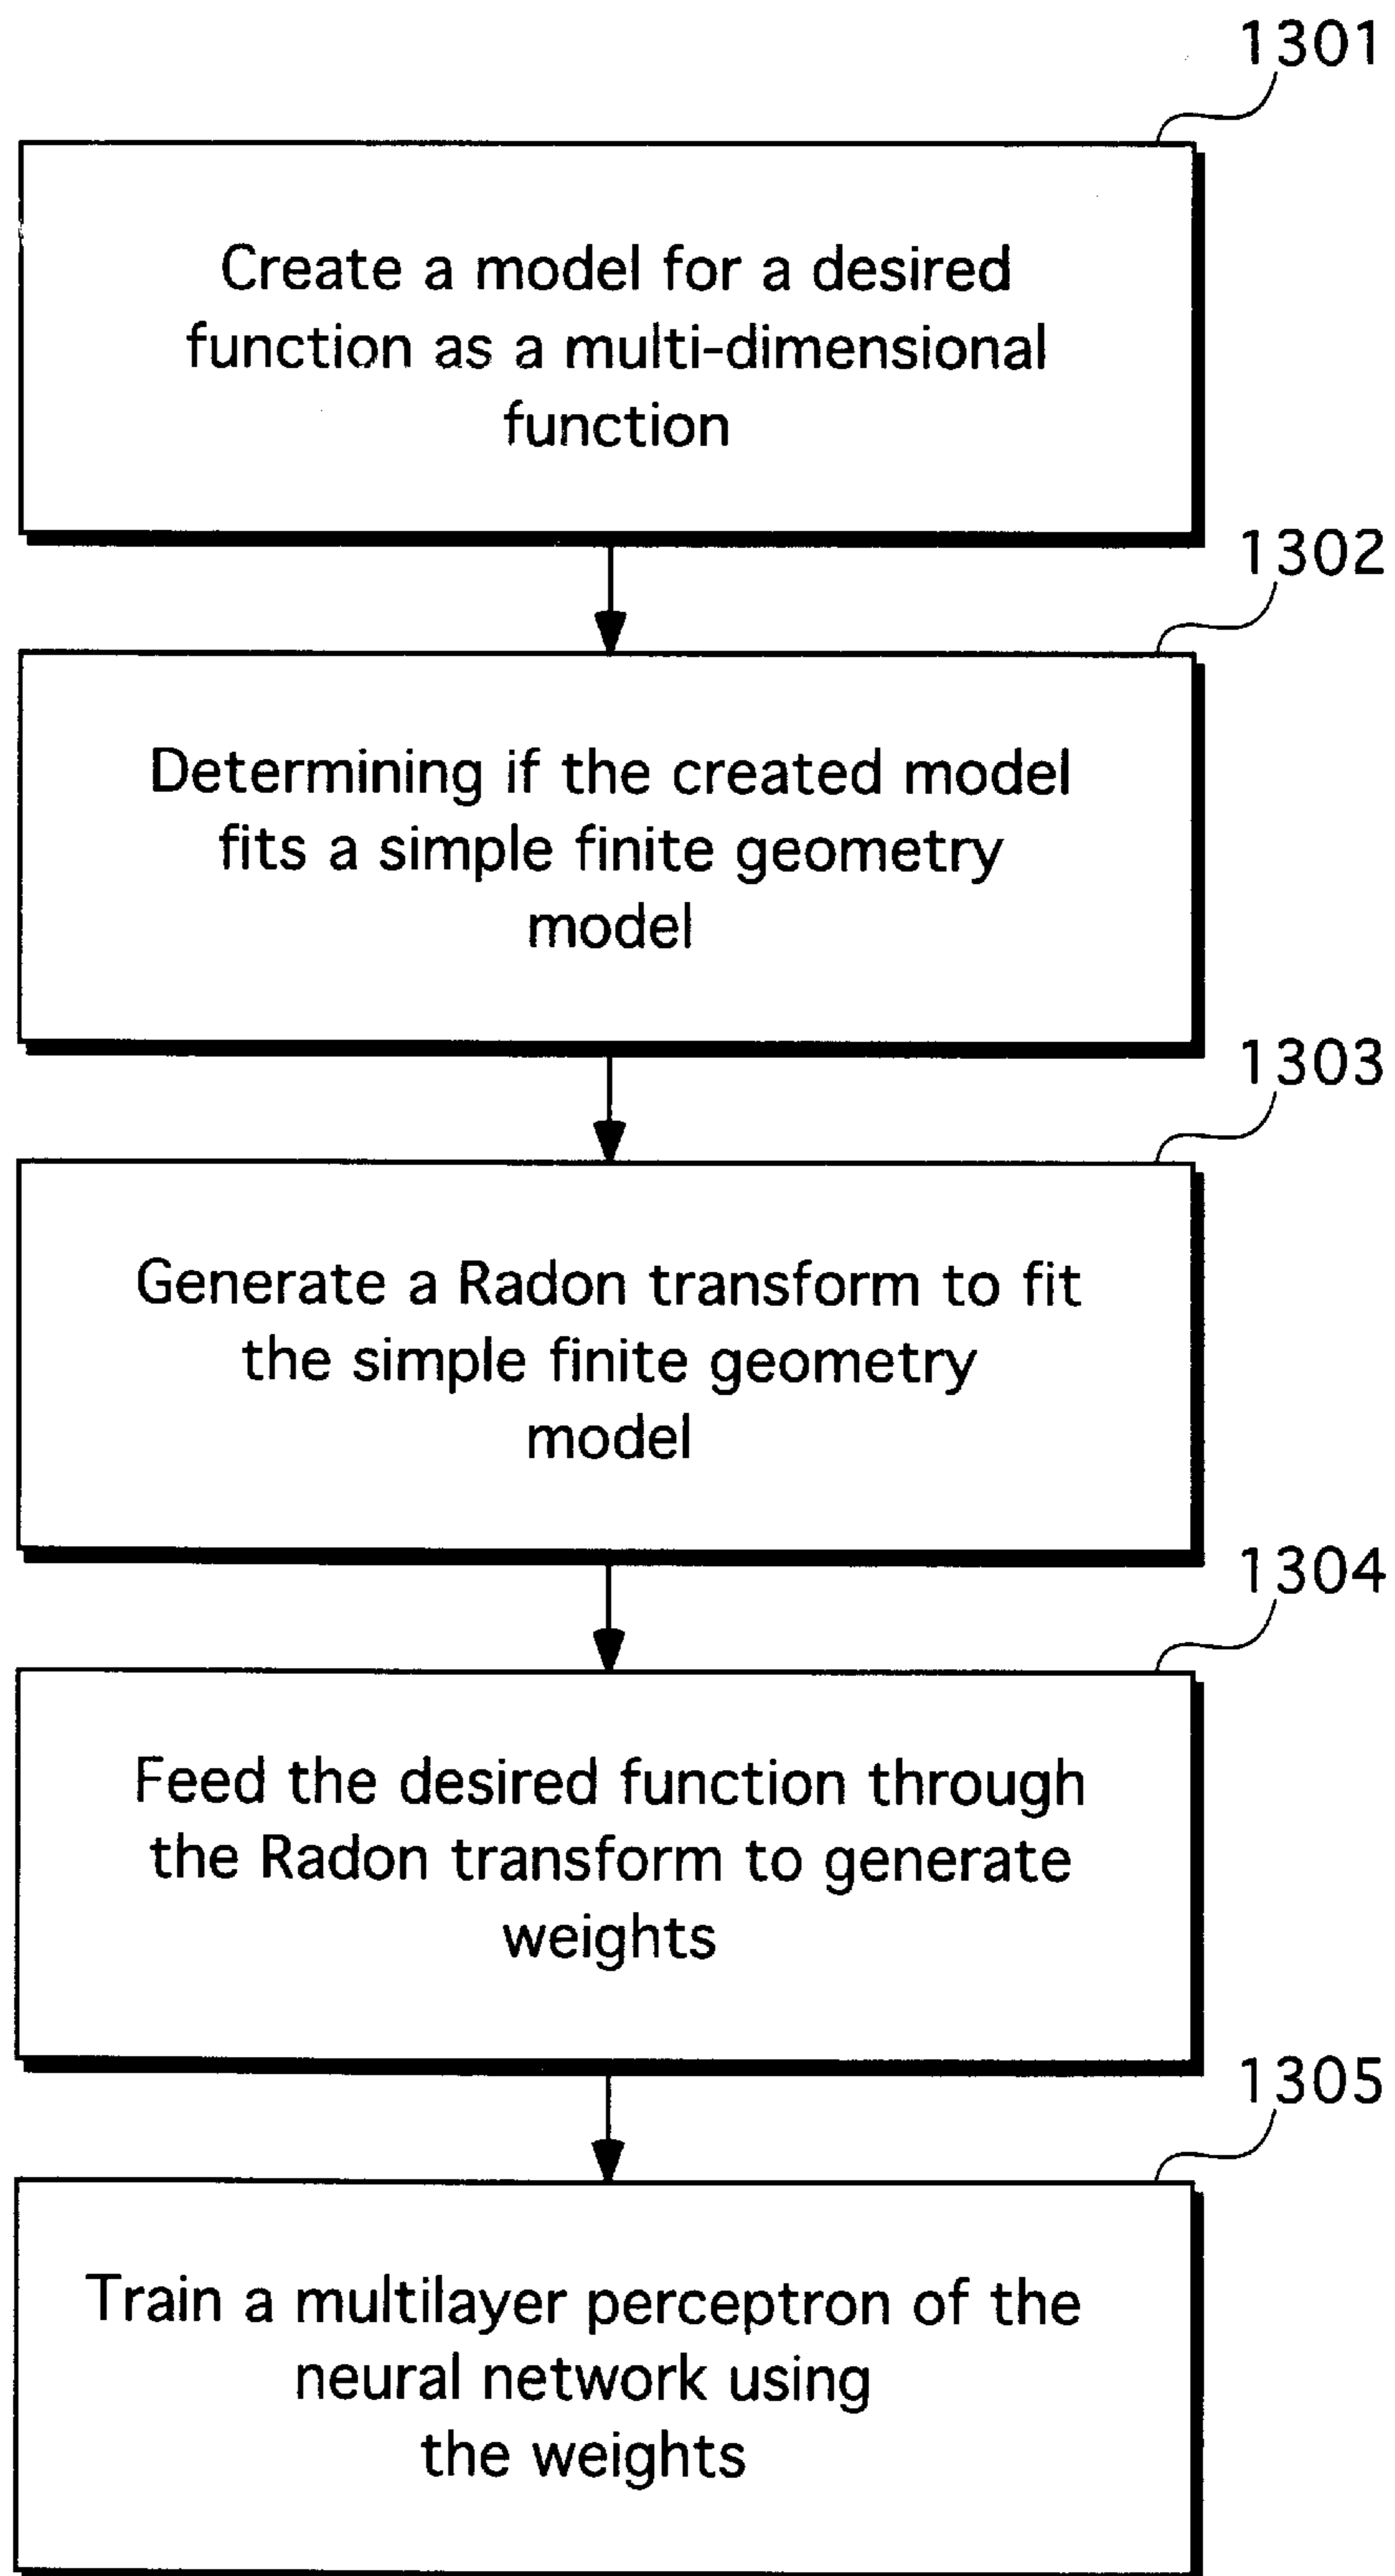 1301
Create a model for a desired
function as a multi-dimensional
function
1302
Determining if the created model
fits a simple finite geometry
model
1303
Generate a Radon transform to fit
the simple finite geometry
model
1304
Feed the desired function through
the Radon transform to generate
weights
1305
Train a multilayer perceptron of the
neural network using
the weights